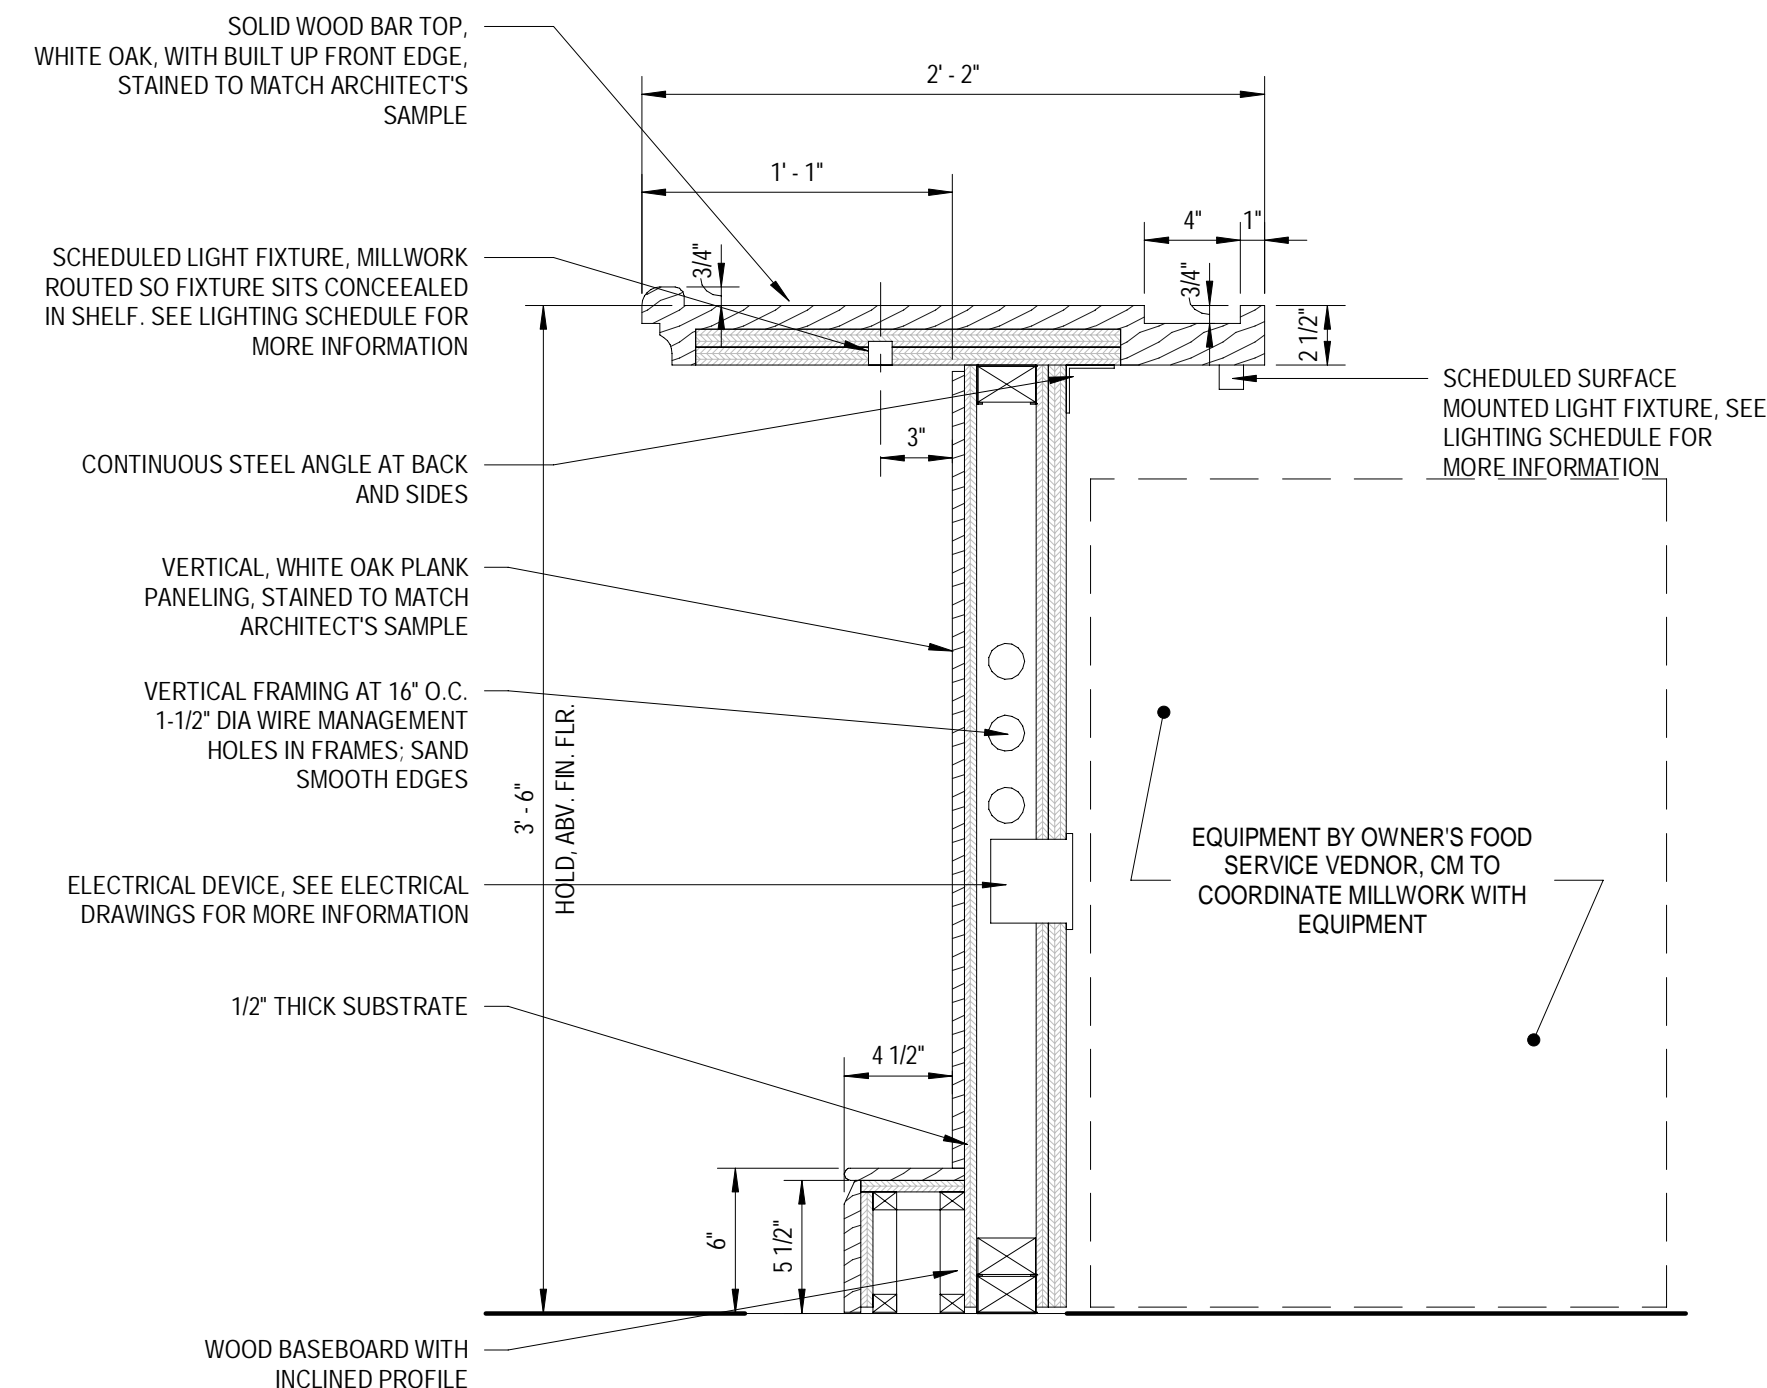 SOLID WOOD BAR TOP,
WHITE OAK, WITH BUILT UP FRONT EDGE,
STAINED TO MATCH ARCHITECT'S
SAMPLE
2' - 2"
1' - 1"
4"
1"
3/4"
3/4"
2 1/2"
SCHEDULED LIGHT FIXTURE, MILLWORK
ROUTED SO FIXTURE SITS CONCEEALED
IN SHELF. SEE LIGHTING SCHEDULE FOR
MORE INFORMATION
SCHEDULED SURFACE
MOUNTED LIGHT FIXTURE, SEE
LIGHTING SCHEDULE FOR
MORE INFORMATION
3"
CONTINUOUS STEEL ANGLE AT BACK
AND SIDES
VERTICAL, WHITE OAK PLANK
PANELING, STAINED TO MATCH
ARCHITECT'S SAMPLE
VERTICAL FRAMING AT 16" O.C.
1-1/2" DIA WIRE MANAGEMENT
HOLES IN FRAMES; SAND
SMOOTH EDGES
3' - 6"
HOLD, ABV. FIN. FLR.
EQUIPMENT BY OWNER'S FOOD
SERVICE VEDNOR, CM TO
COORDINATE MILLWORK WITH
EQUIPMENT
ELECTRICAL DEVICE, SEE ELECTRICAL
DRAWINGS FOR MORE INFORMATION
1/2" THICK SUBSTRATE
4 1/2"
6"
5 1/2"
WOOD BASEBOARD WITH
INCLINED PROFILE